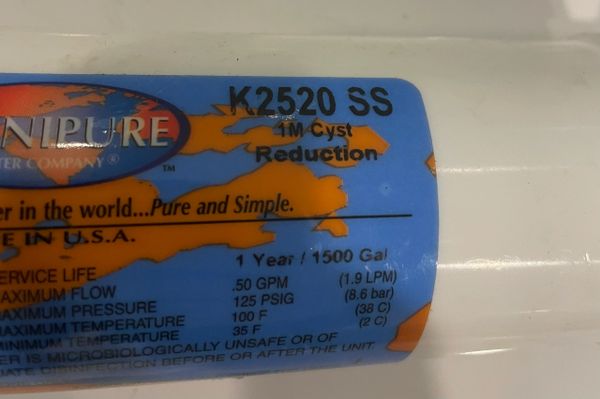 K2520 SS
NIPURE
1M Cyst
TER COMPANY®
Reduction
TM
er in the world...Pure and Simple.
E IN U.S.A.
ERVICE LIFE 1 Year / 1500 Gal
AXIMUM FLOW .50 GPM (1.9 LPM)
AXIMUM PRESSURE 125 PSIG (8.6 bar)
MAXIMUM TEMPERATURE 100 F (38 C)
MINIMUM TEMPERATURE 35 F (2 C)
ER IS MICROBIOLOGICALLY UNSAFE OR OF
UATE DISINFECTION BEFORE OR AFTER THE UNIT.